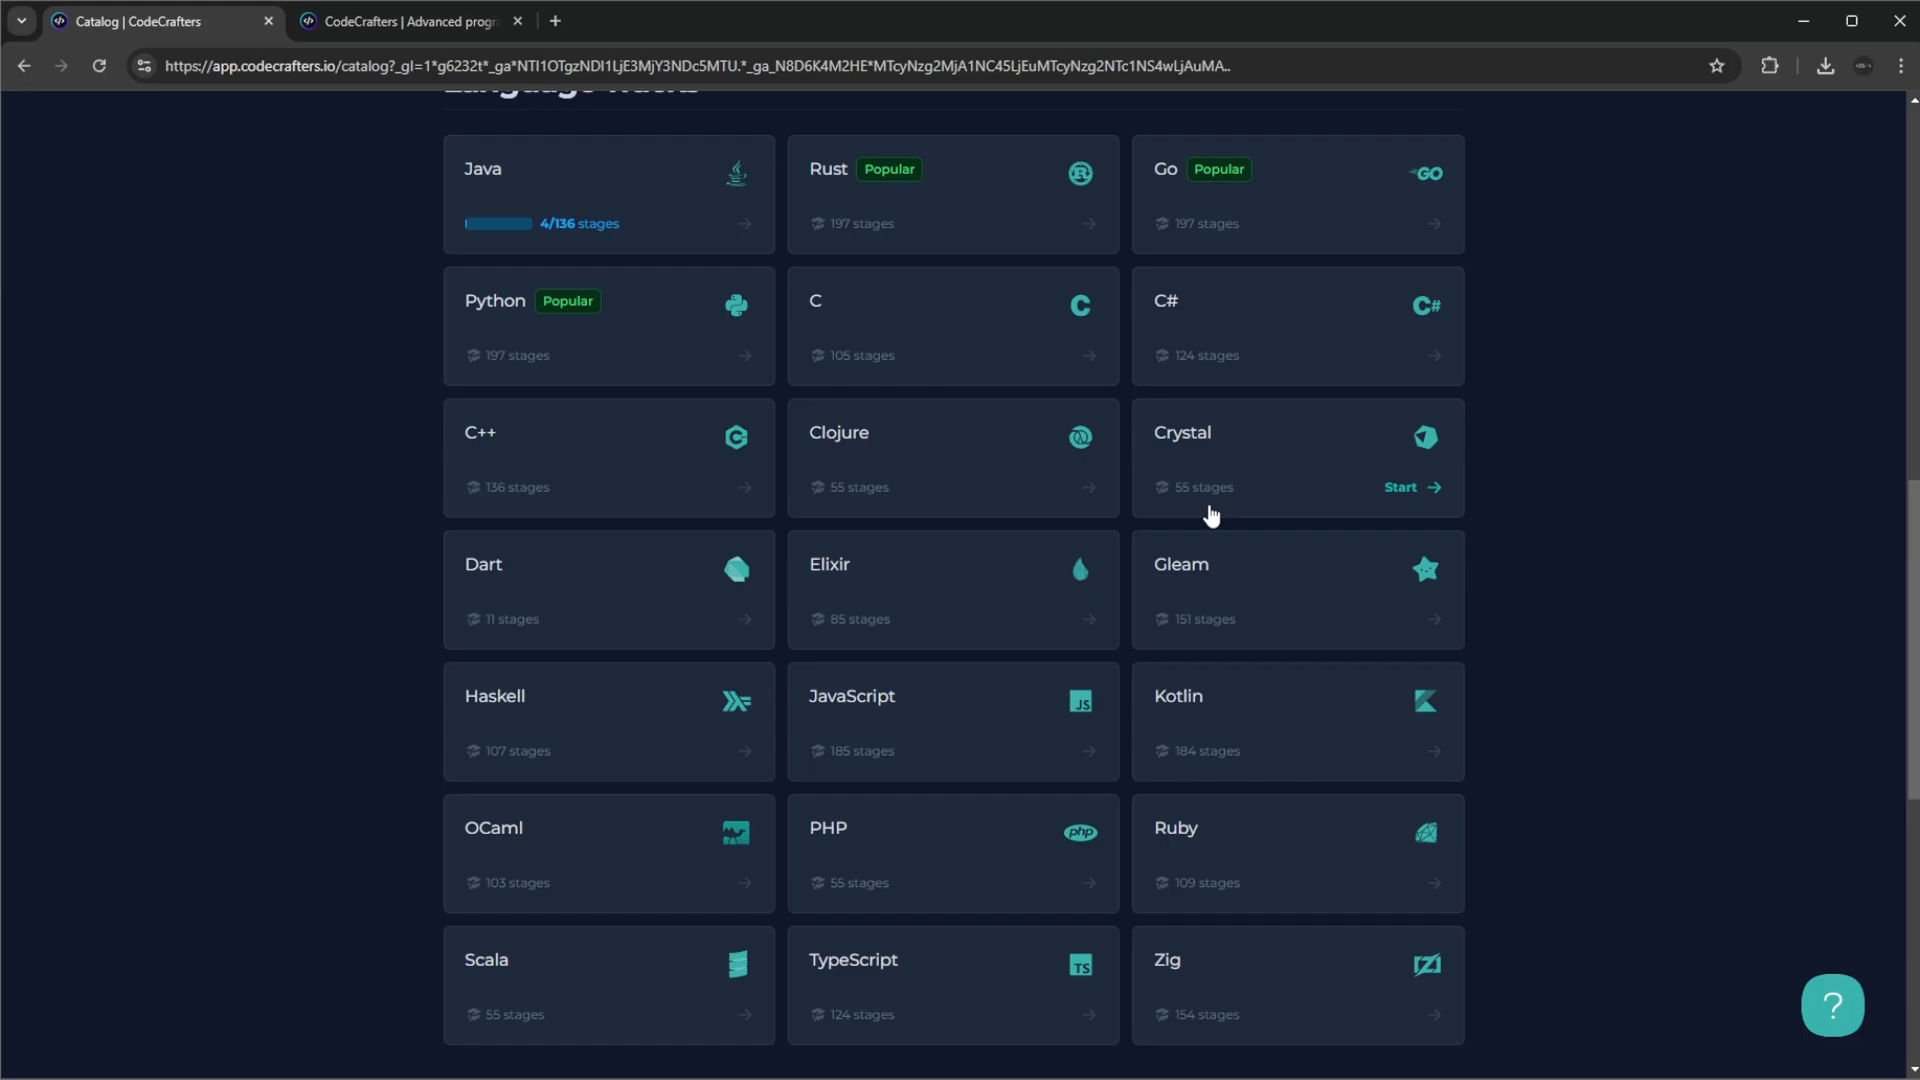 Catalog | CodeCrafters
CodeCrafters | Advanced progr
https://app.codecrafters.io/catalog?_gl=1*g6232t*_ga*NTI1OTgzNDI1LjE3MjY3NDc5MTU.*_ga_N8D6K4M2HE*MTcyNzg2MjA1NC45LjEuMTcyNzg2NTc1NS4wLjAuMA..
Java
4/136 stages
Rust Popular
197 stages
Go Popular
GO
197 stages
Python Popular
197 stages
C
C
105 stages
C#
C#
124 stages
C++
C
136 stages
Clojure
55 stages
Crystal
55 stages
Start
Dart
11 stages
Elixir
85 stages
Gleam
151 stages
Haskell
107 stages
JavaScript
JS
185 stages
Kotlin
184 stages
OCaml
103 stages
PHP
php
55 stages
Ruby
109 stages
Scala
55 stages
TypeScript
TS
124 stages
Zig
154 stages
?